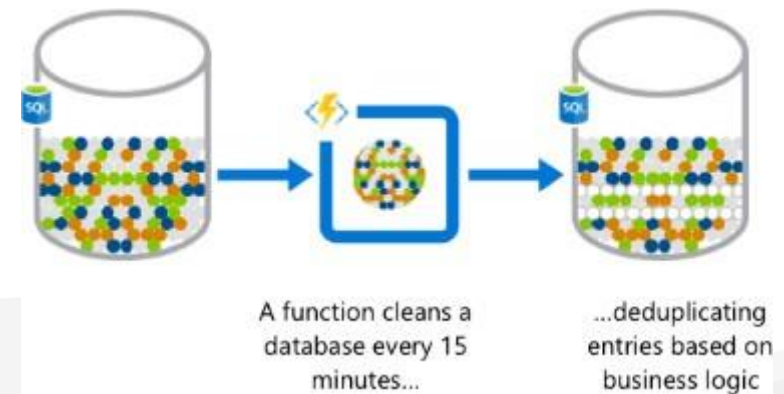 SQL
SQL
A function cleans a
database every 15
minutes...
...deduplicating
entries based on
business logic